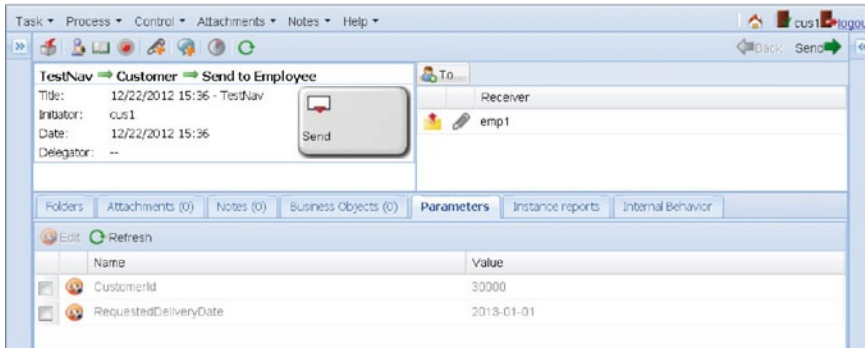 Task Process Control Attachments Notes Help cus1 logou
Back Send
TestNav Customer Send to Employee
Title: 12/22/2012 15:36 - TestNav
Initiator: cus1
Date: 12/22/2012 15:36
Delegator: --
Send
To...
Receiver
emp1
Folders Attachments (0) Notes (0) Business Objects (0) Parameters Instance reports Internal Behavior
Edit Refresh
Name Value
CustomerId 30000
RequestedDeliveryDate 2013-01-01